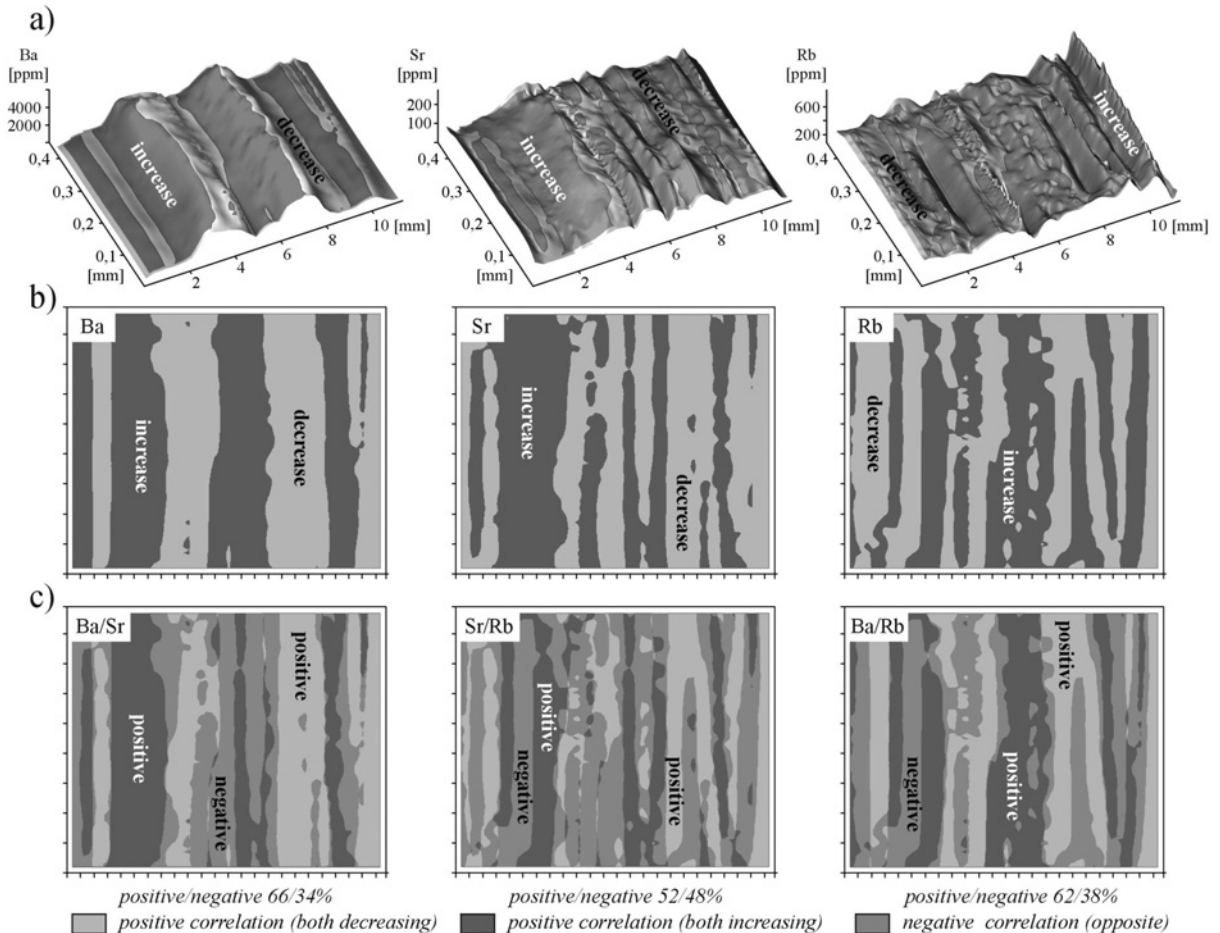 a)
Ba
[ppm]
4000
2000
0,4
0,3
0,2
0,1
[mm]
2
4
6
8
10 [mm]
increase
decrease
Sr
[ppm]
200
100
0,4
0,3
0,2
0,1
[mm]
2
4
6
8
10 [mm]
increase
decrease
Rb
[ppm]
600
200
0,4
0,3
0,2
0,1
[mm]
2
4
6
8
10 [mm]
decrease
increase
b)
Ba
increase
decrease
Sr
increase
decrease
Rb
decrease
increase
c)
Ba/Sr
positive
negative
positive
Sr/Rb
negative
positive
positive
Ba/Rb
negative
positive
positive
positive/negative 66/34%
positive/negative 52/48%
positive/negative 62/38%
positive correlation (both decreasing)
positive correlation (both increasing)
negative correlation (opposite)